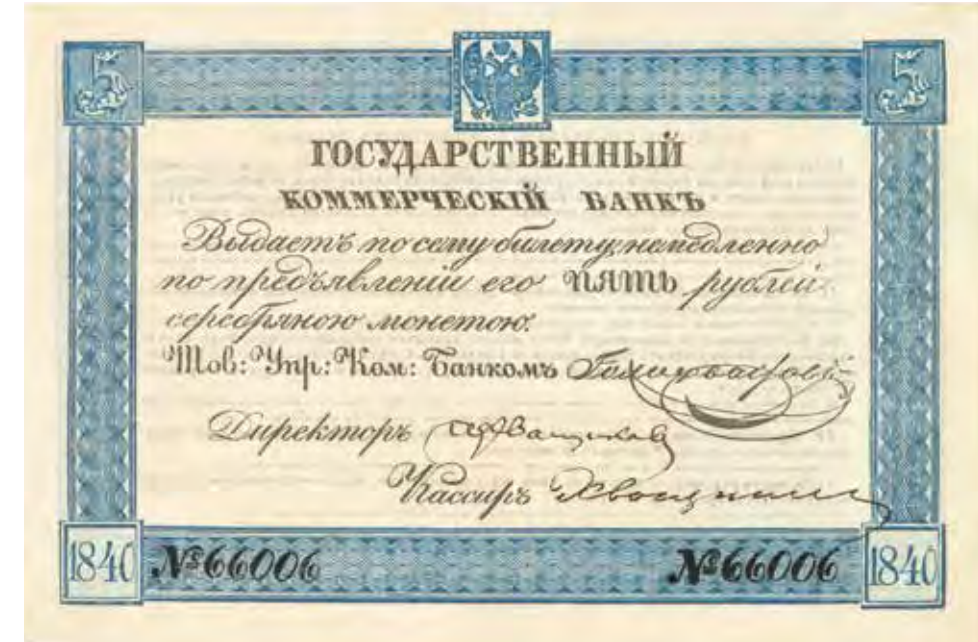 5 5
ГОСУДАРСТВЕННЫЙ
КОММЕРЧЕСКІЙ БАНКЪ
Выдаетъ по сему билету, немедленно
по предъявленіи его ПЯТЬ рублей
серебряною монетою.
Тов: Упр: Ком: Банкомъ
Директоръ
Кассиръ
1840 №66006 №66006 1840